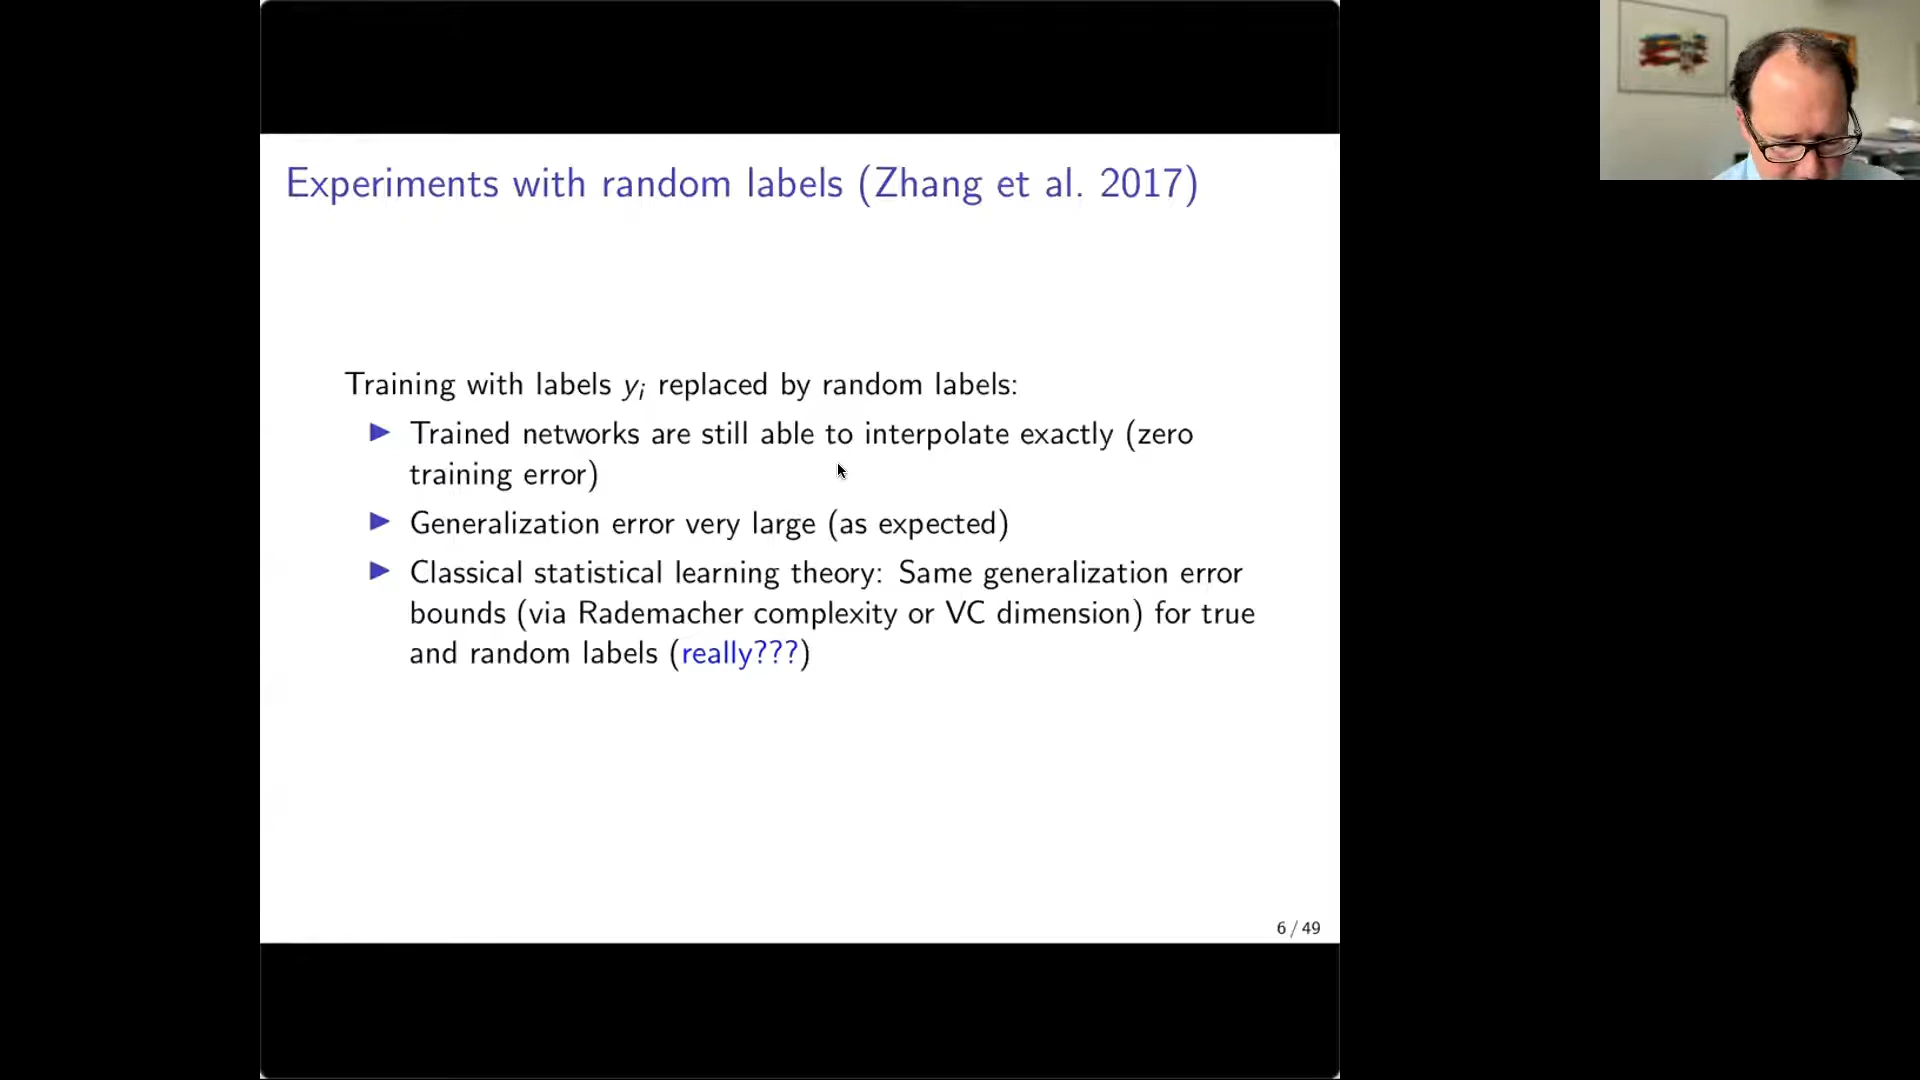 Experiments with random labels (Zhang et al. 2017)
Training with labels yᵢ replaced by random labels:
▶ Trained networks are still able to interpolate exactly (zero
training error)
▶ Generalization error very large (as expected)
▶ Classical statistical learning theory: Same generalization error
bounds (via Rademacher complexity or VC dimension) for true
and random labels (really???)
6 / 49